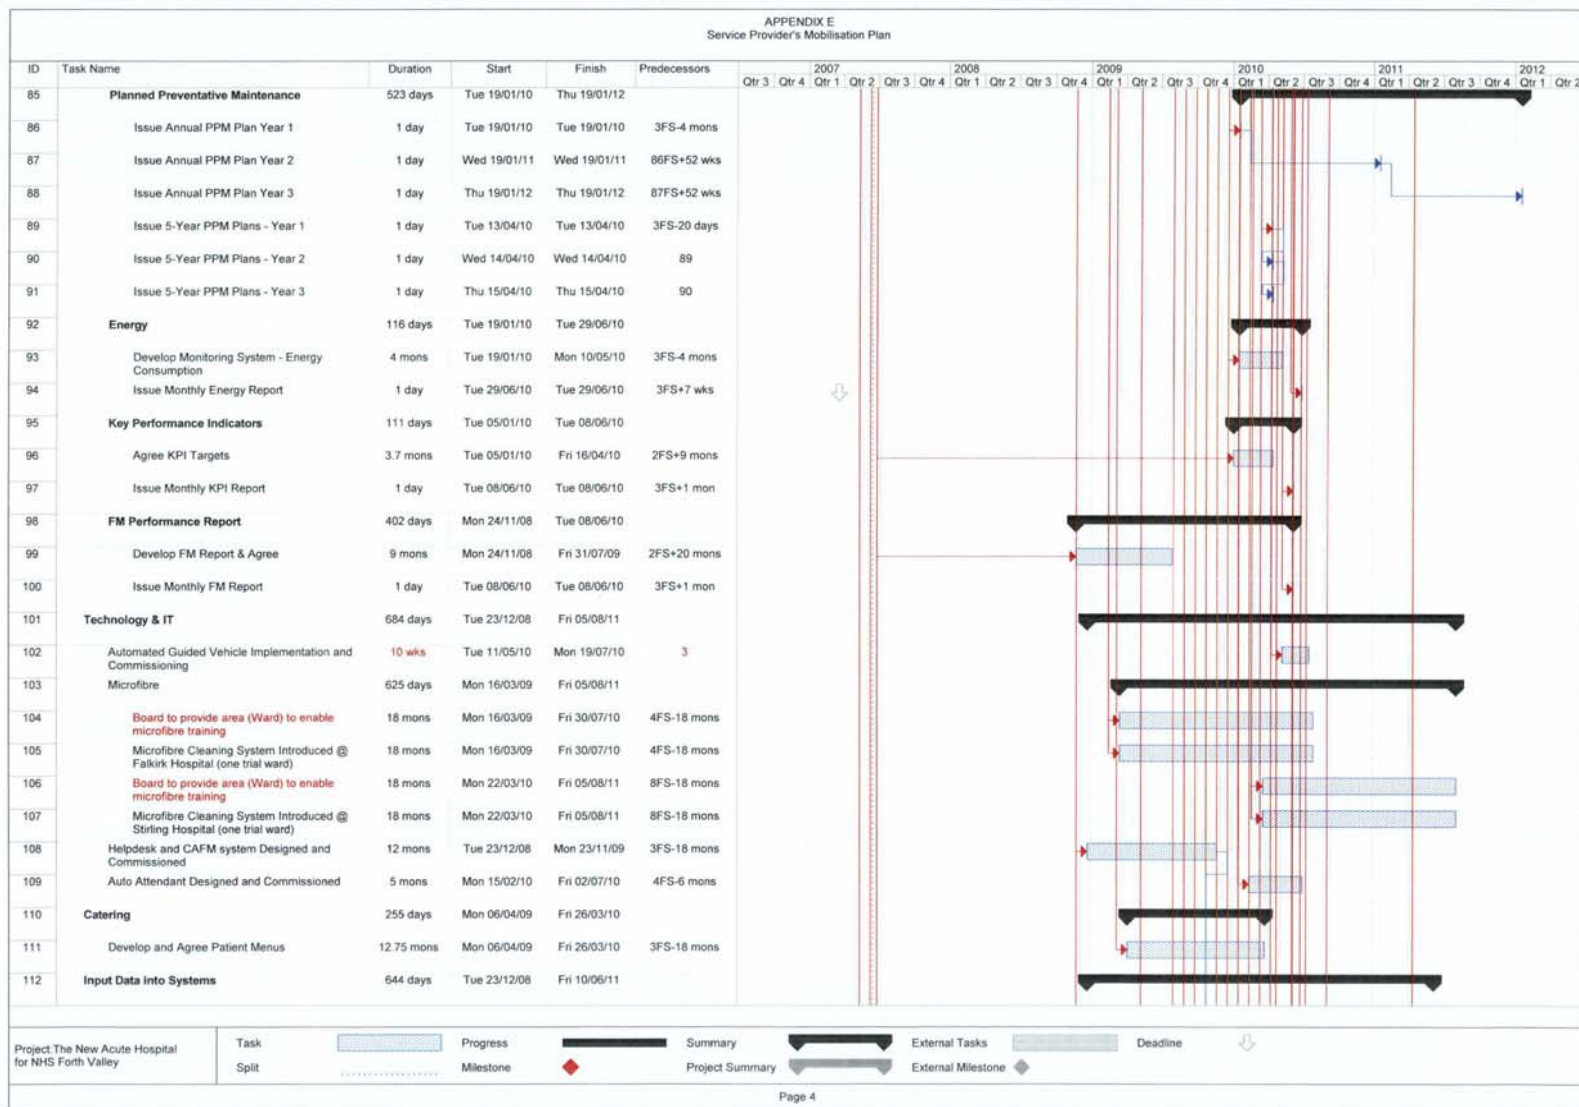 APPENDIX E
Service Provider's Mobilisation Plan
ID Task Name Duration Start Finish Predecessors
2007 2008 2009 2010 2011 2012
Qtr 3 Qtr 4 Qtr 1 Qtr 2 Qtr 3 Qtr 4 Qtr 1 Qtr 2 Qtr 3 Qtr 4 Qtr 1 Qtr 2 Qtr 3 Qtr 4 Qtr 1 Qtr 2 Qtr 3 Qtr 4 Qtr 1 Qtr 2 Qtr 3 Qtr 4 Qtr 1 Qtr 2
85 Planned Preventative Maintenance 523 days Tue 19/01/10 Thu 19/01/12
86 Issue Annual PPM Plan Year 1 1 day Tue 19/01/10 Tue 19/01/10 3FS-4 mons
87 Issue Annual PPM Plan Year 2 1 day Wed 19/01/11 Wed 19/01/11 86FS+52 wks
88 Issue Annual PPM Plan Year 3 1 day Thu 19/01/12 Thu 19/01/12 87FS+52 wks
89 Issue 5-Year PPM Plans - Year 1 1 day Tue 13/04/10 Tue 13/04/10 3FS-20 days
90 Issue 5-Year PPM Plans - Year 2 1 day Wed 14/04/10 Wed 14/04/10 89
91 Issue 5-Year PPM Plans - Year 3 1 day Thu 15/04/10 Thu 15/04/10 90
92 Energy 116 days Tue 19/01/10 Tue 29/06/10
93 Develop Monitoring System - Energy 4 mons Tue 19/01/10 Mon 10/05/10 3FS-4 mons
Consumption
94 Issue Monthly Energy Report 1 day Tue 29/06/10 Tue 29/06/10 3FS+7 wks
95 Key Performance Indicators 111 days Tue 05/01/10 Tue 08/06/10
96 Agree KPI Targets 3.7 mons Tue 05/01/10 Fri 16/04/10 2FS+9 mons
97 Issue Monthly KPI Report 1 day Tue 08/06/10 Tue 08/06/10 3FS+1 mon
98 FM Performance Report 402 days Mon 24/11/08 Tue 08/06/10
99 Develop FM Report & Agree 9 mons Mon 24/11/08 Fri 31/07/09 2FS+20 mons
100 Issue Monthly FM Report 1 day Tue 08/06/10 Tue 08/06/10 3FS+1 mon
101 Technology & IT 684 days Tue 23/12/08 Fri 05/08/11
102 Automated Guided Vehicle Implementation and 10 wks Tue 11/05/10 Mon 19/07/10 3
Commissioning
103 Microfibre 625 days Mon 16/03/09 Fri 05/08/11
104 Board to provide area (Ward) to enable 18 mons Mon 16/03/09 Fri 30/07/10 4FS-18 mons
microfibre training
105 Microfibre Cleaning System Introduced @ 18 mons Mon 16/03/09 Fri 30/07/10 4FS-18 mons
Falkirk Hospital (one trial ward)
106 Board to provide area (Ward) to enable 18 mons Mon 22/03/10 Fri 05/08/11 8FS-18 mons
microfibre training
107 Microfibre Cleaning System Introduced @ 18 mons Mon 22/03/10 Fri 05/08/11 8FS-18 mons
Stirling Hospital (one trial ward)
108 Helpdesk and CAFM system Designed and 12 mons Tue 23/12/08 Mon 23/11/09 3FS-18 mons
Commissioned
109 Auto Attendant Designed and Commissioned 5 mons Mon 15/02/10 Fri 02/07/10 4FS-6 mons
110 Catering 255 days Mon 06/04/09 Fri 26/03/10
111 Develop and Agree Patient Menus 12.75 mons Mon 06/04/09 Fri 26/03/10 3FS-18 mons
112 Input Data into Systems 644 days Tue 23/12/08 Fri 10/06/11
Project:The New Acute Hospital
for NHS Forth Valley
Task Progress Summary External Tasks Deadline
Split Milestone Project Summary External Milestone
Page 4